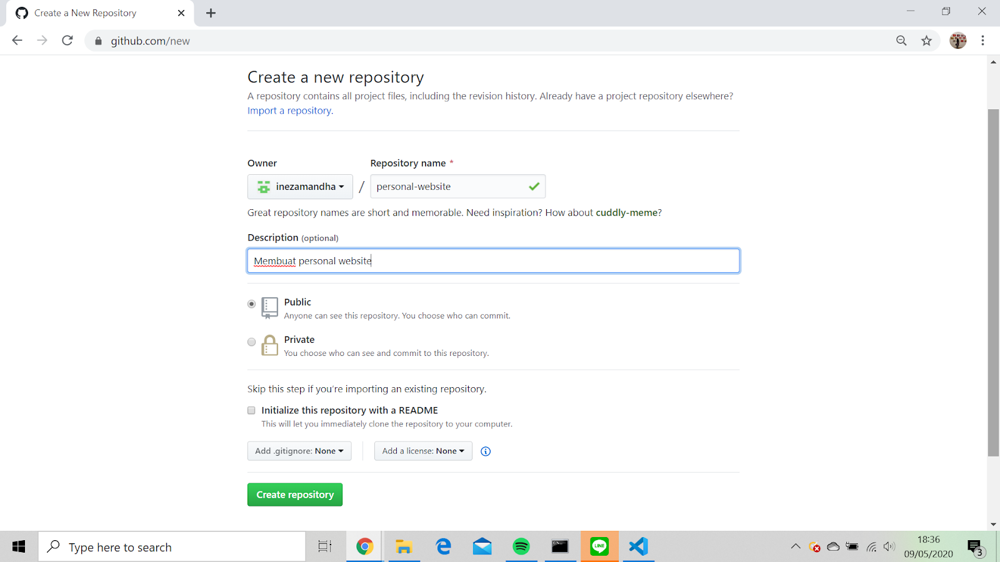 Create a New Repository
github.com/new
Create a new repository
A repository contains all project files, including the revision history. Already have a project repository elsewhere?
Import a repository.
Owner
Repository name *
inezamandha / personal-website
Great repository names are short and memorable. Need inspiration? How about cuddly-meme?
Description (optional)
Membuat personal website
Public
Anyone can see this repository. You choose who can commit.
Private
You choose who can see and commit to this repository.
Skip this step if you're importing an existing repository.
Initialize this repository with a README
This will let you immediately clone the repository to your computer.
Add .gitignore: None
Add a license: None
Create repository
Type here to search
LINE
18:36
09/05/2020
3